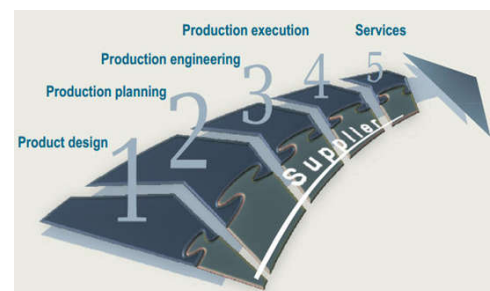 Production execution
Services
Production engineering
Production planning
Product design
1
2
3
4
5
Supplier